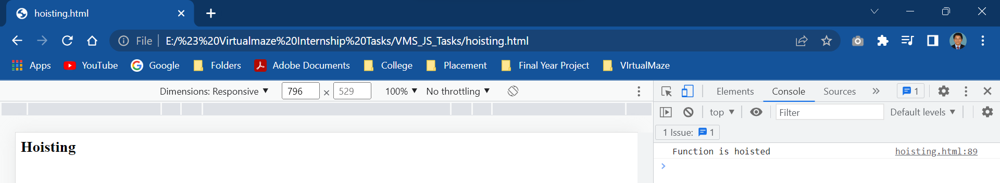 hoisting.html
File E:/%23%20Virtualmaze%20Internship%20Tasks/VMS_JS_Tasks/hoisting.html
Apps YouTube Google Folders Adobe Documents College Placement Final Year Project VIrtualMaze
Dimensions: Responsive 796 × 529 100% No throttling
Elements Console Sources 1
top Filter Default levels
1 Issue: 1
Hoisting
Function is hoisted hoisting.html:89